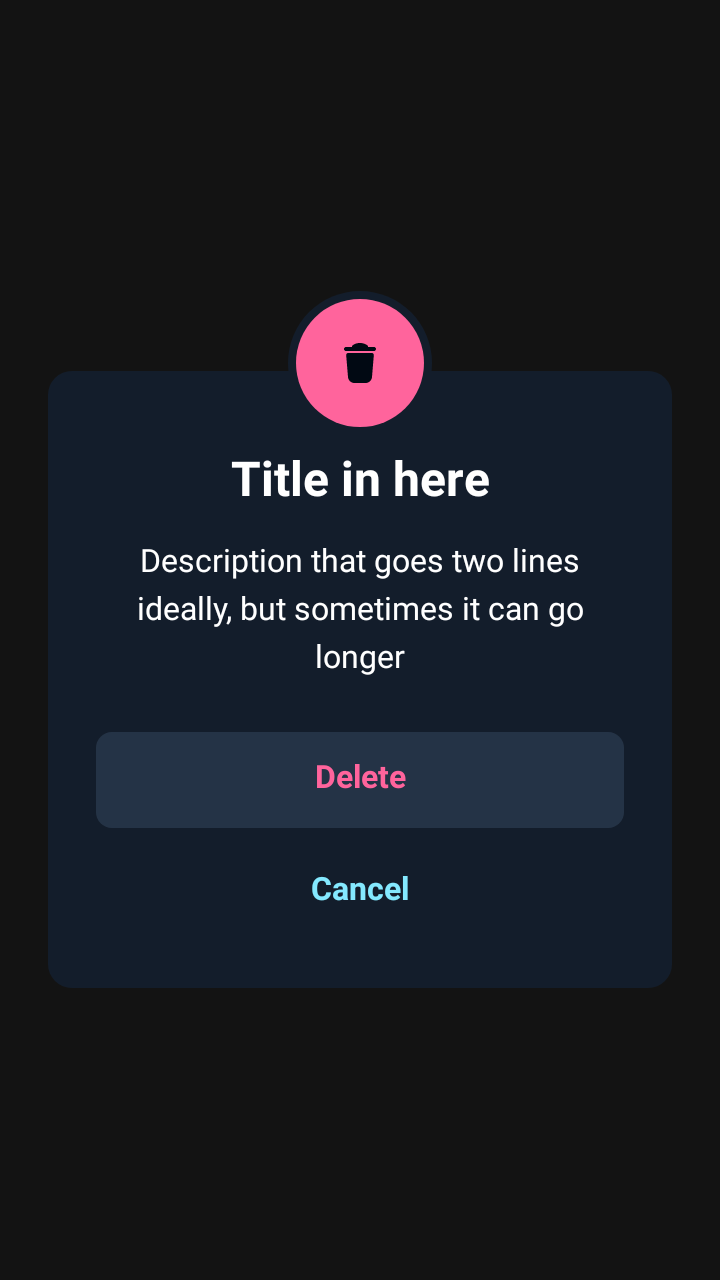 Title in here
Description that goes two lines
ideally, but sometimes it can go
longer
Delete
Cancel